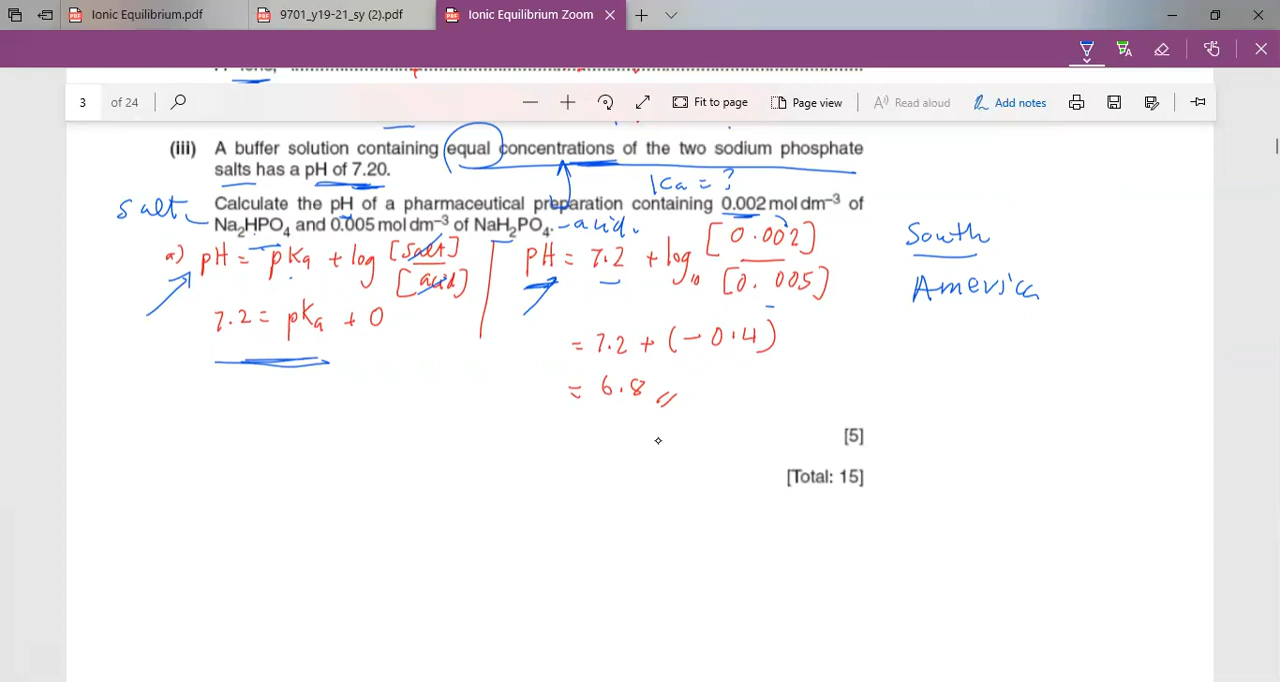 Ionic Equilibrium.pdf
9701_y19-21_sy (2).pdf
Ionic Equilibrium Zoom
3 of 24
Fit to page
Page view
Read aloud
Add notes
(iii) A buffer solution containing equal concentrations of the two sodium phosphate
salts has a pH of 7.20.
Ka = ?
Salt
Calculate the pH of a pharmaceutical preparation containing 0.002 mol dm⁻³ of
Na₂HPO₄ and 0.005 mol dm⁻³ of NaH₂PO₄. - acid.
a) pH = pKa + log [Salt]/[acid]
7.2 = pKa + 0
pH = 7.2 + log₁₀ [0.002]/[0.005]
= 7.2 + (-0.4)
= 6.8 //
South
America
[5]
[Total: 15]